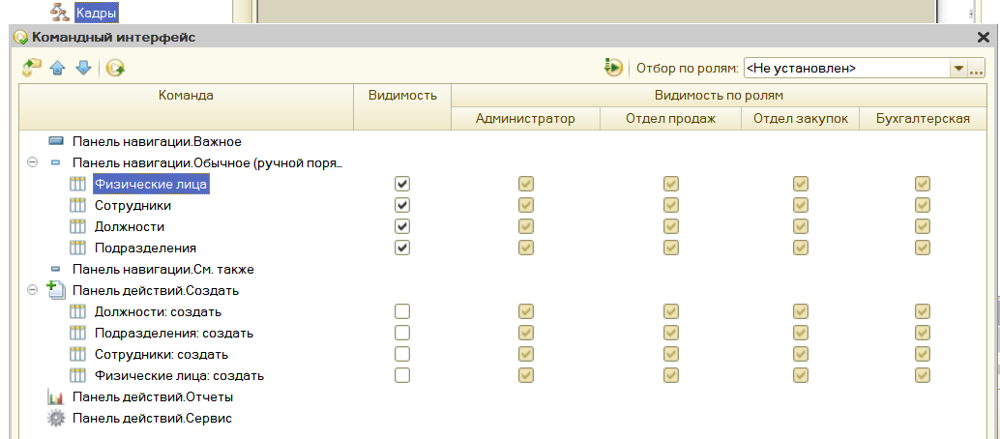 Кадры
Командный интерфейс
Отбор по ролям: <Не установлен>
Команда Видимость Видимость по ролям
Администратор Отдел продаж Отдел закупок Бухгалтерская
Панель навигации.Важное
Панель навигации.Обычное (ручной поря...
Физические лица
Сотрудники
Должности
Подразделения
Панель навигации.См. также
Панель действий.Создать
Должности: создать
Подразделения: создать
Сотрудники: создать
Физические лица: создать
Панель действий.Отчеты
Панель действий.Сервис